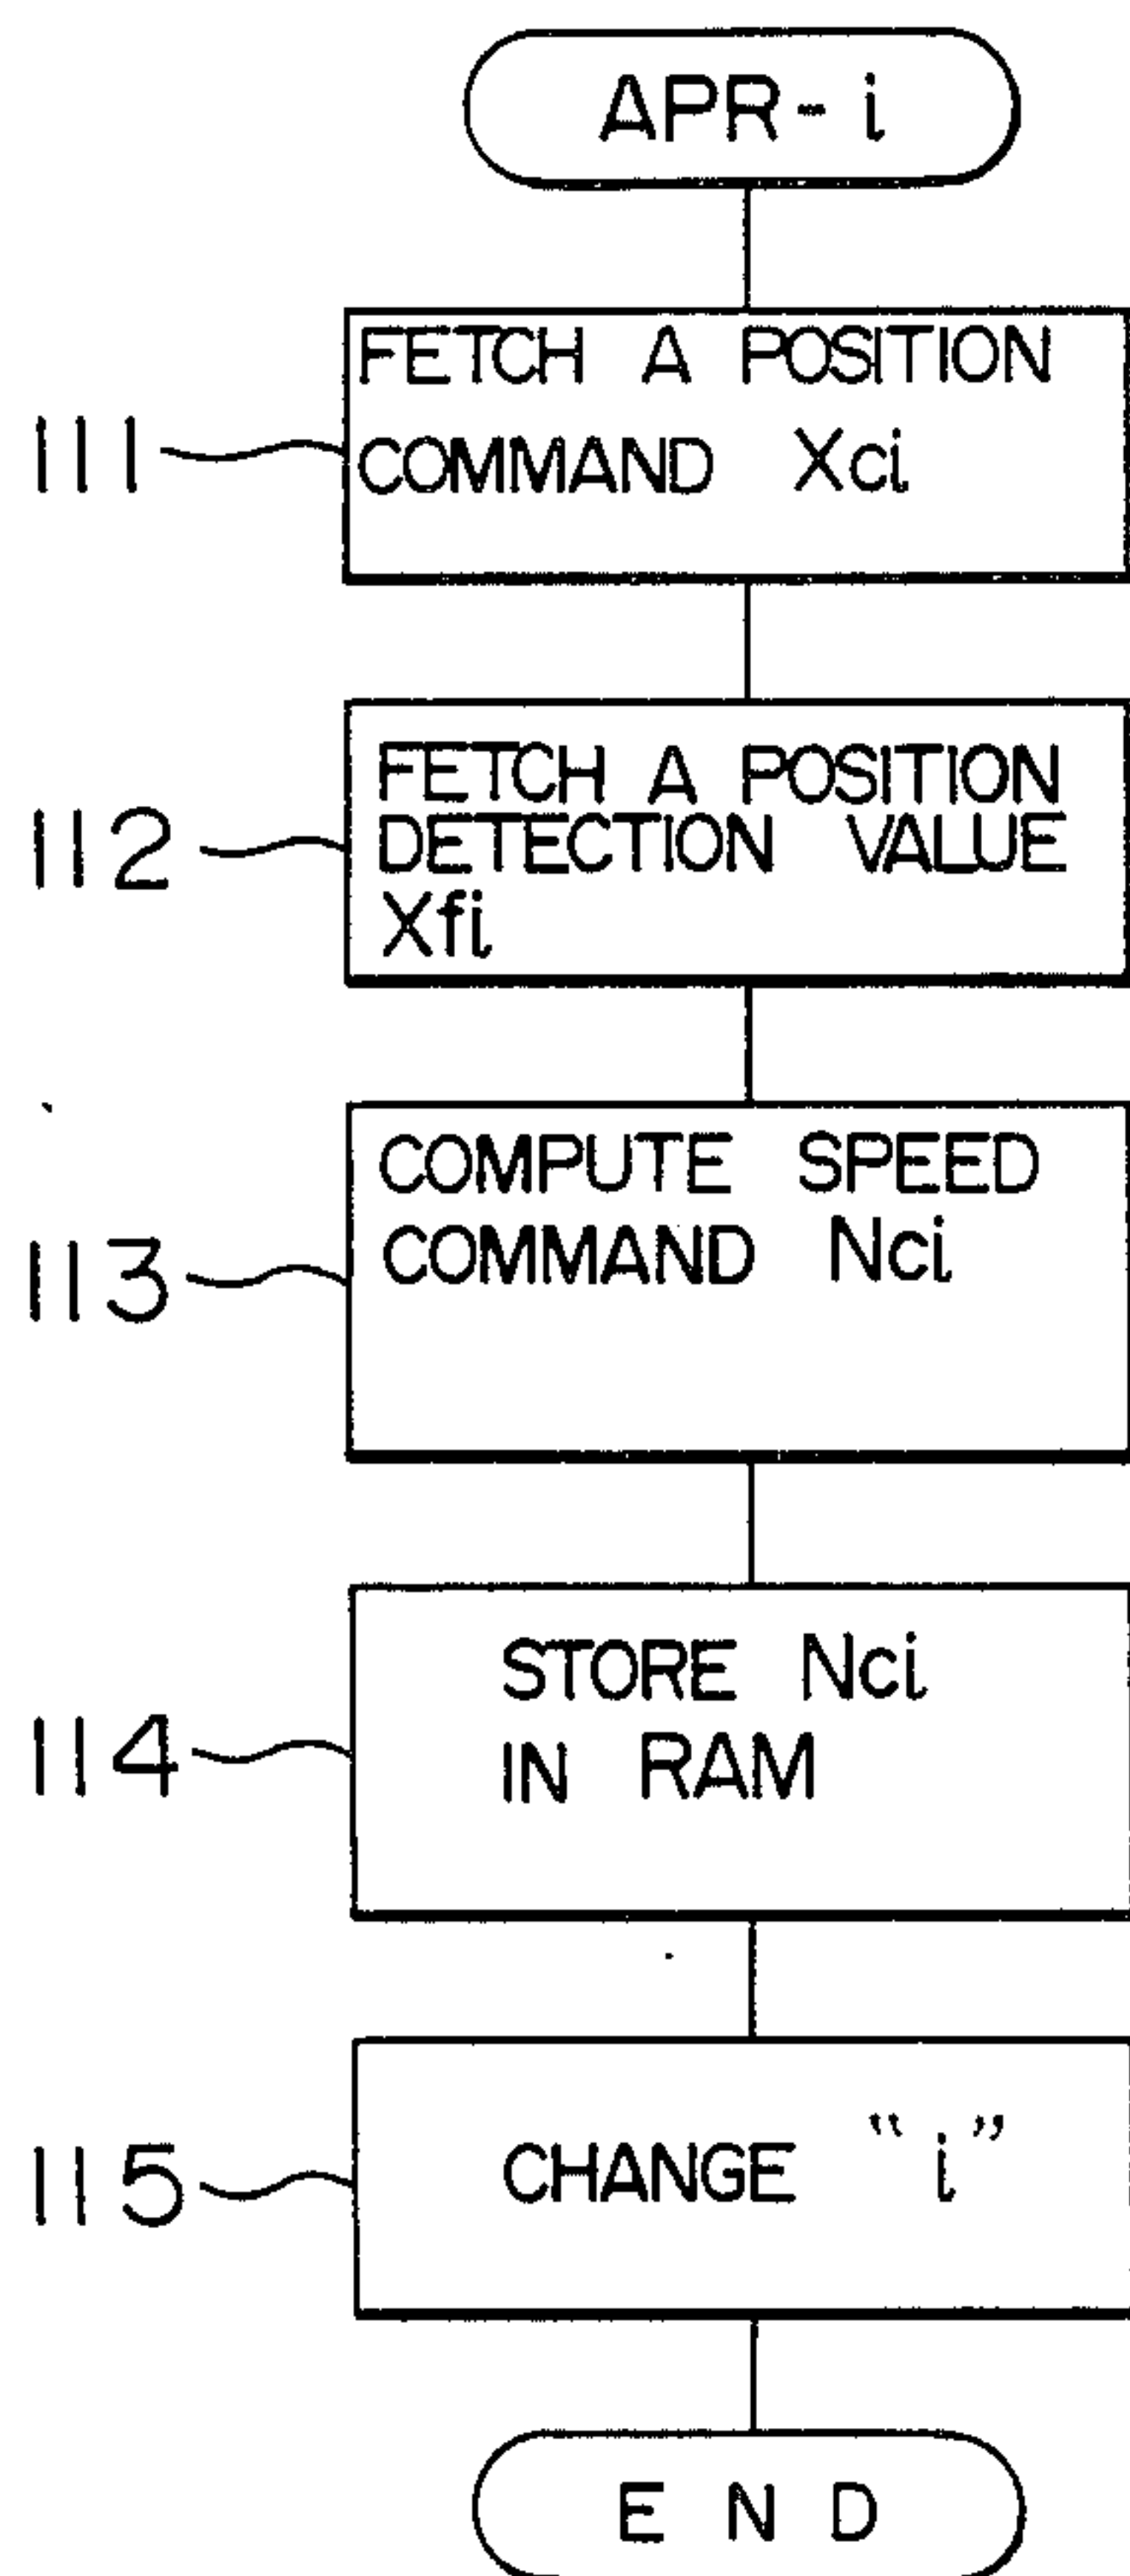 APR-i
FETCH A POSITION
111
COMMAND Xci
FETCH A POSITION
112
DETECTION VALUE
Xfi
COMPUTE SPEED
113
COMMAND Nci
STORE Nci
114
IN RAM
115
CHANGE "i"
END